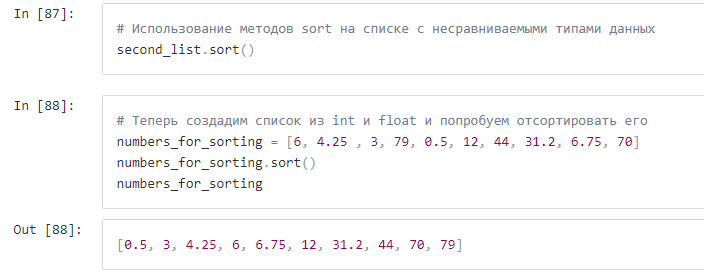 In [87]:
# Использование методов sort на списке с несравниваемыми типами данных
second_list.sort()
In [88]:
# Теперь создадим список из int и float и попробуем отсортировать его
numbers_for_sorting = [6, 4.25 , 3, 79, 0.5, 12, 44, 31.2, 6.75, 70]
numbers_for_sorting.sort()
numbers_for_sorting
Out [88]:
[0.5, 3, 4.25, 6, 6.75, 12, 31.2, 44, 70, 79]